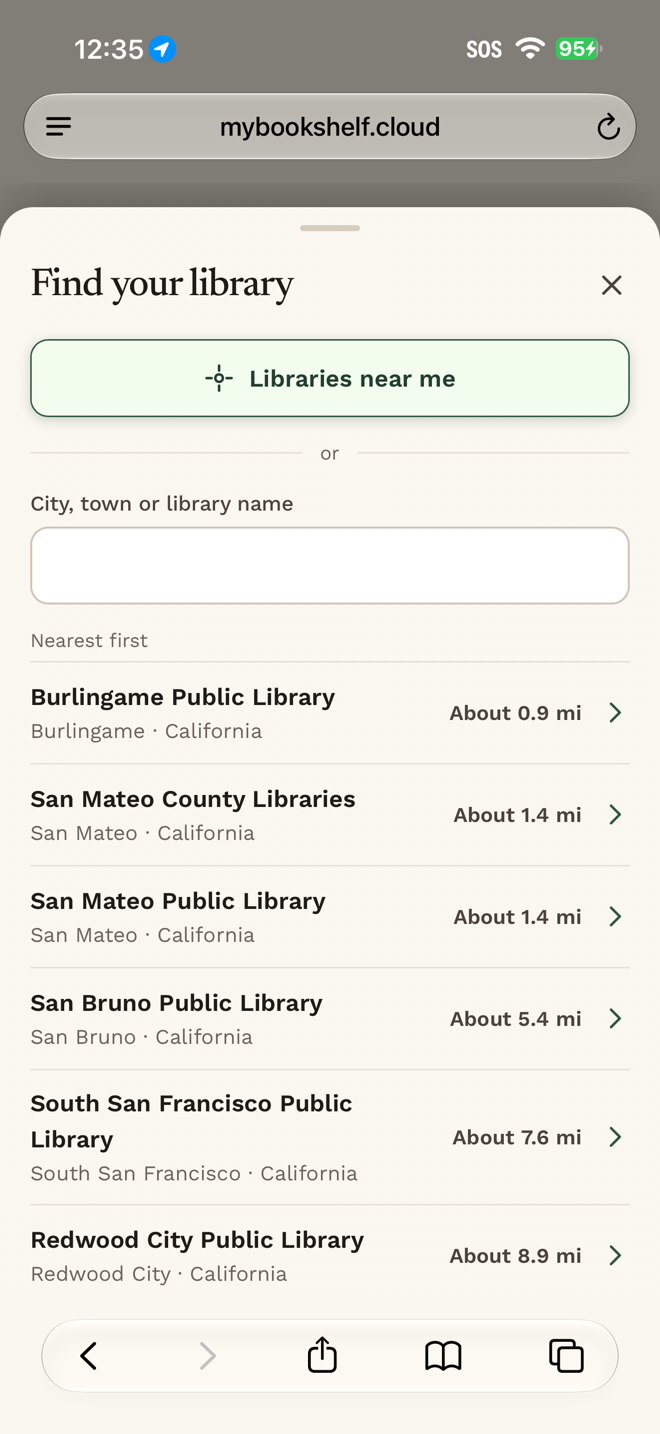 12:35
SOS
95
mybookshelf.cloud
Find your library
Libraries near me
or
City, town or library name
Nearest first
Burlingame Public Library
Burlingame · California
About 0.9 mi
San Mateo County Libraries
San Mateo · California
About 1.4 mi
San Mateo Public Library
San Mateo · California
About 1.4 mi
San Bruno Public Library
San Bruno · California
About 5.4 mi
South San Francisco Public
Library
South San Francisco · California
About 7.6 mi
Redwood City Public Library
Redwood City · California
About 8.9 mi